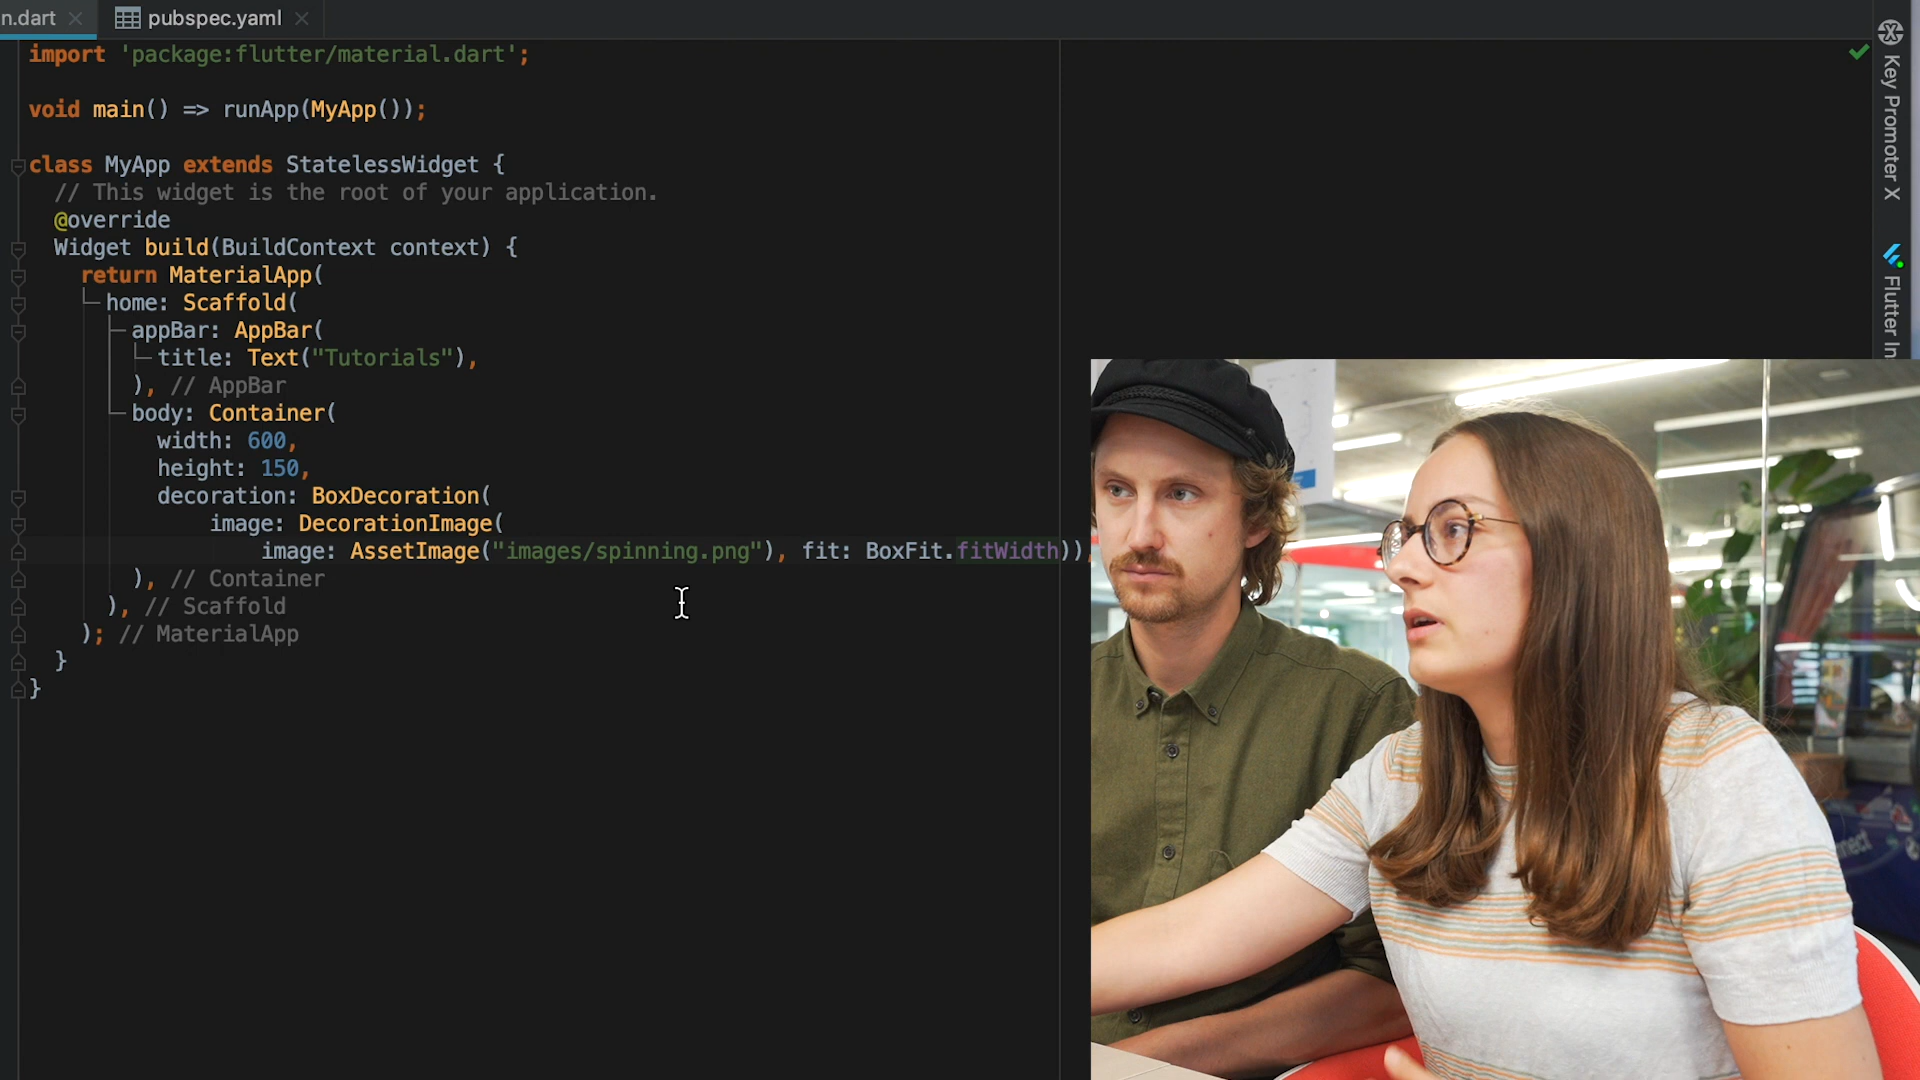 n.dart pubspec.yaml
import 'package:flutter/material.dart';
void main() => runApp(MyApp());
class MyApp extends StatelessWidget {
// This widget is the root of your application.
@override
Widget build(BuildContext context) {
return MaterialApp(
home: Scaffold(
appBar: AppBar(
title: Text("Tutorials"),
), // AppBar
body: Container(
width: 600,
height: 150,
decoration: BoxDecoration(
image: DecorationImage(
image: AssetImage("images/spinning.png"), fit: BoxFit.fitWidth)),
), // Container
), // Scaffold
); // MaterialApp
}
}
Key Promoter X
Flutter In